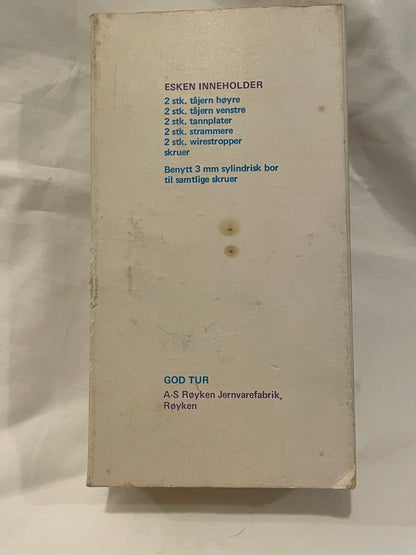 ESKEN INNEHOLDER
2 stk. tåjern høyre
2 stk. tåjern venstre
2 stk. tannplater
2 stk. strammere
2 stk. wirestropper
skruer
Benytt 3 mm sylindrisk bor
til samtlige skruer
GOD TUR
A-S Røyken Jernvarefabrik,
Røyken